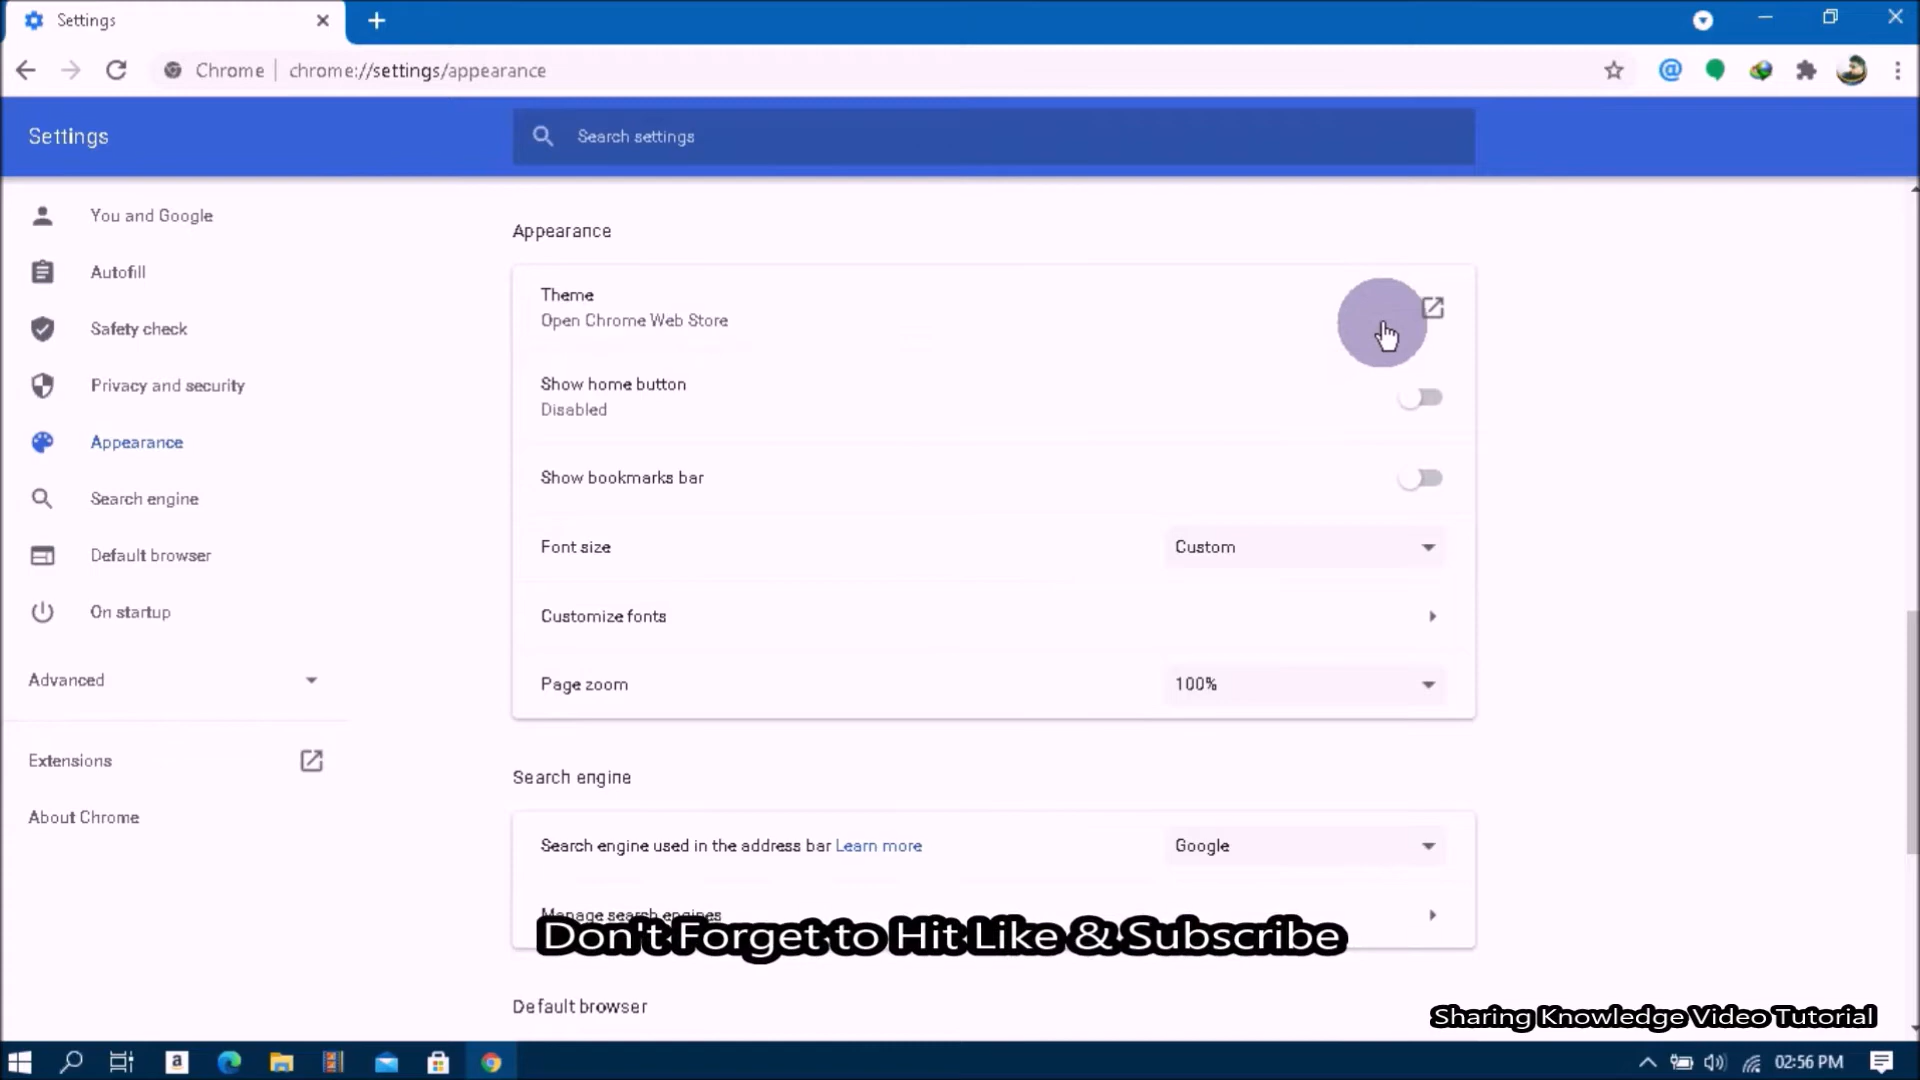 Settings
Chrome
chrome://settings/appearance
Settings
Search settings
You and Google
Autofill
Safety check
Privacy and security
Appearance
Search engine
Default browser
On startup
Advanced
Extensions
About Chrome
Appearance
Theme
Open Chrome Web Store
Show home button
Disabled
Show bookmarks bar
Font size
Custom
Customize fonts
Page zoom
100%
Search engine
Search engine used in the address bar Learn more
Google
Manage search engines
Don't Forget to Hit Like & Subscribe
Default browser
Sharing Knowledge Video Tutorial
02:56 PM